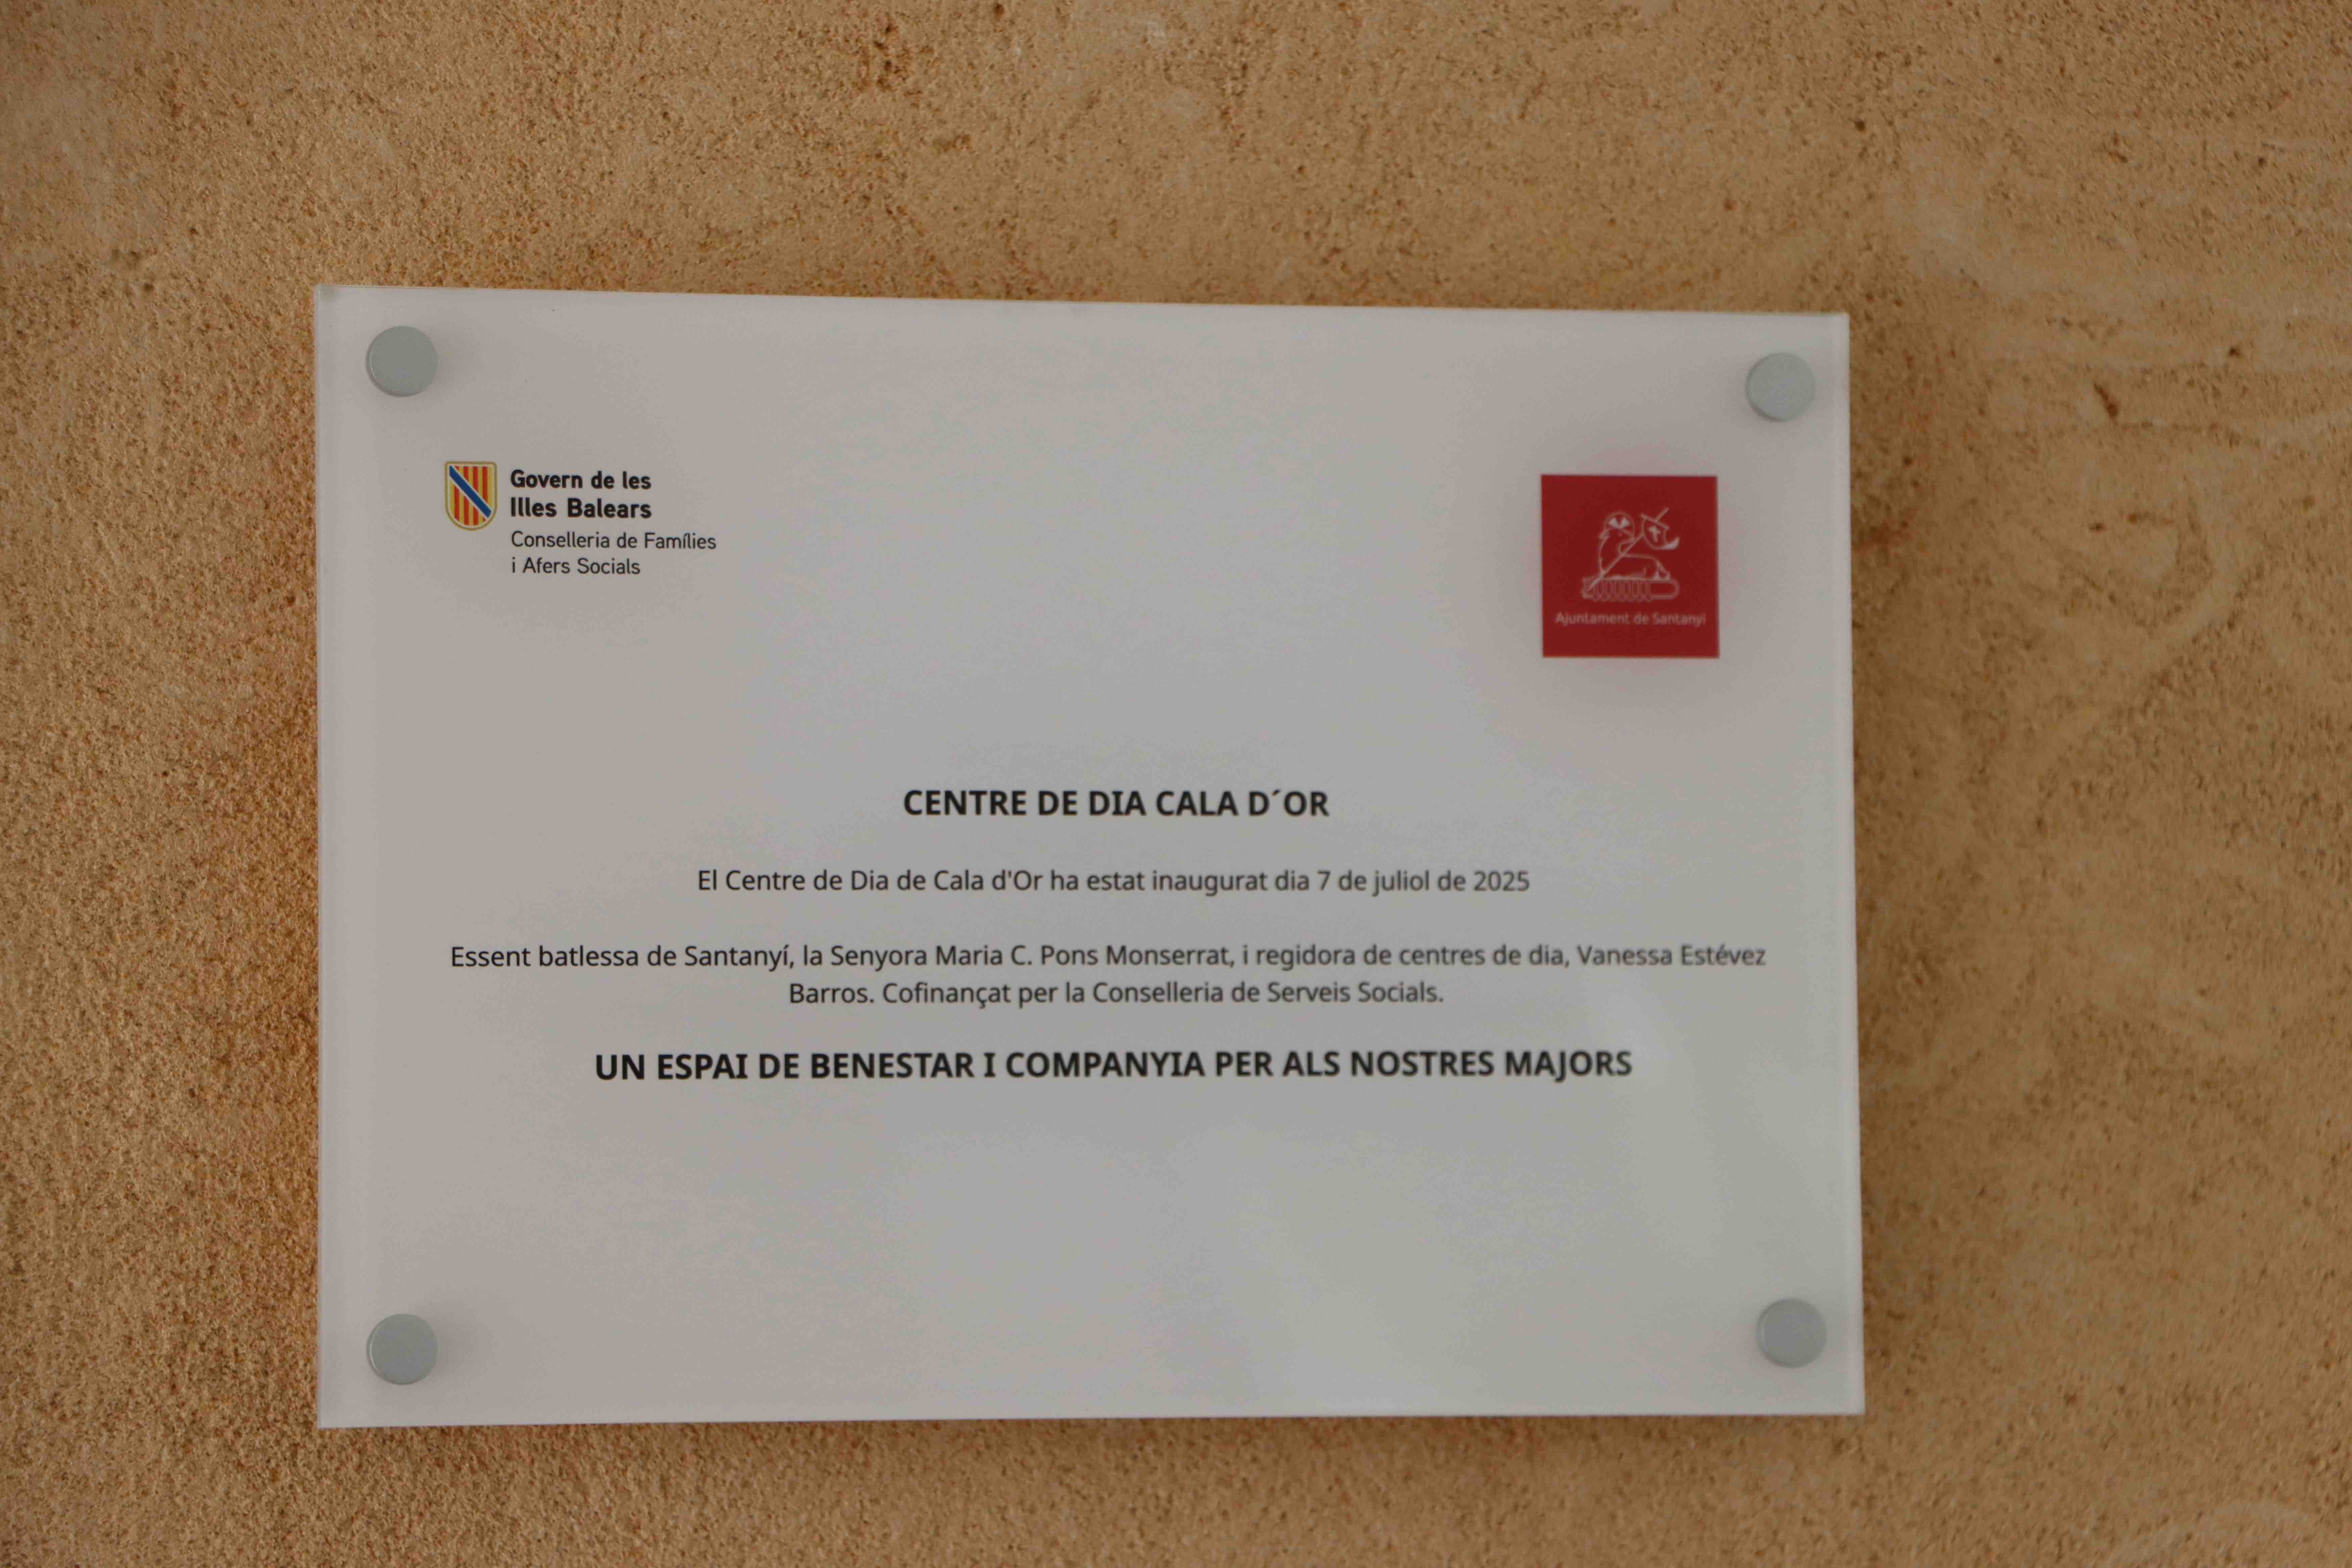 Govern de les
Illes Balears
Conselleria de Famílies
i Afers Socials
Ajuntament de Santanyí
CENTRE DE DIA CALA D´OR
El Centre de Dia de Cala d'Or ha estat inaugurat dia 7 de juliol de 2025
Essent batlessa de Santanyí, la Senyora Maria C. Pons Monserrat, i regidora de centres de dia, Vanessa Estévez
Barros. Cofinançat per la Conselleria de Serveis Socials.
UN ESPAI DE BENESTAR I COMPANYIA PER ALS NOSTRES MAJORS